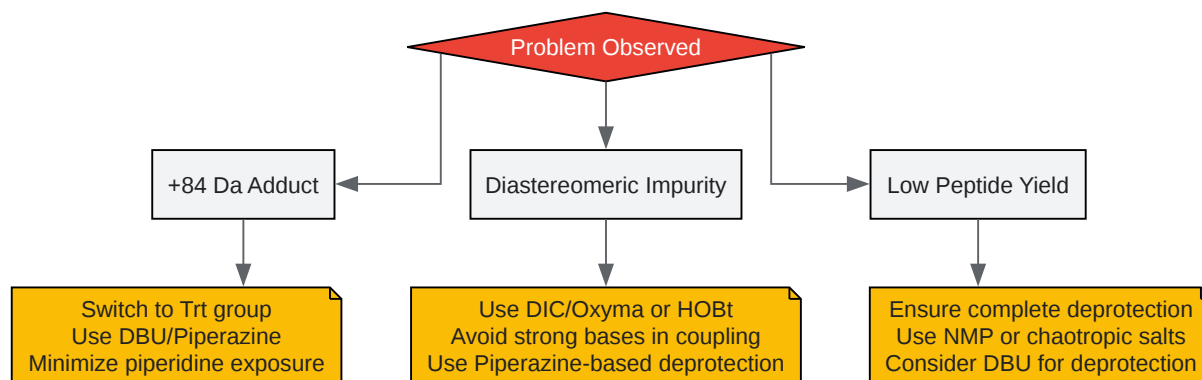 Problem Observed
+84 Da Adduct
Diastereomeric Impurity
Low Peptide Yield
Switch to Trt group
Use DBU/Piperazine
Minimize piperidine exposure
Use DIC/Oxyma or HOBt
Avoid strong bases in coupling
Use Piperazine-based deprotection
Ensure complete deprotection
Use NMP or chaotropic salts
Consider DBU for deprotection